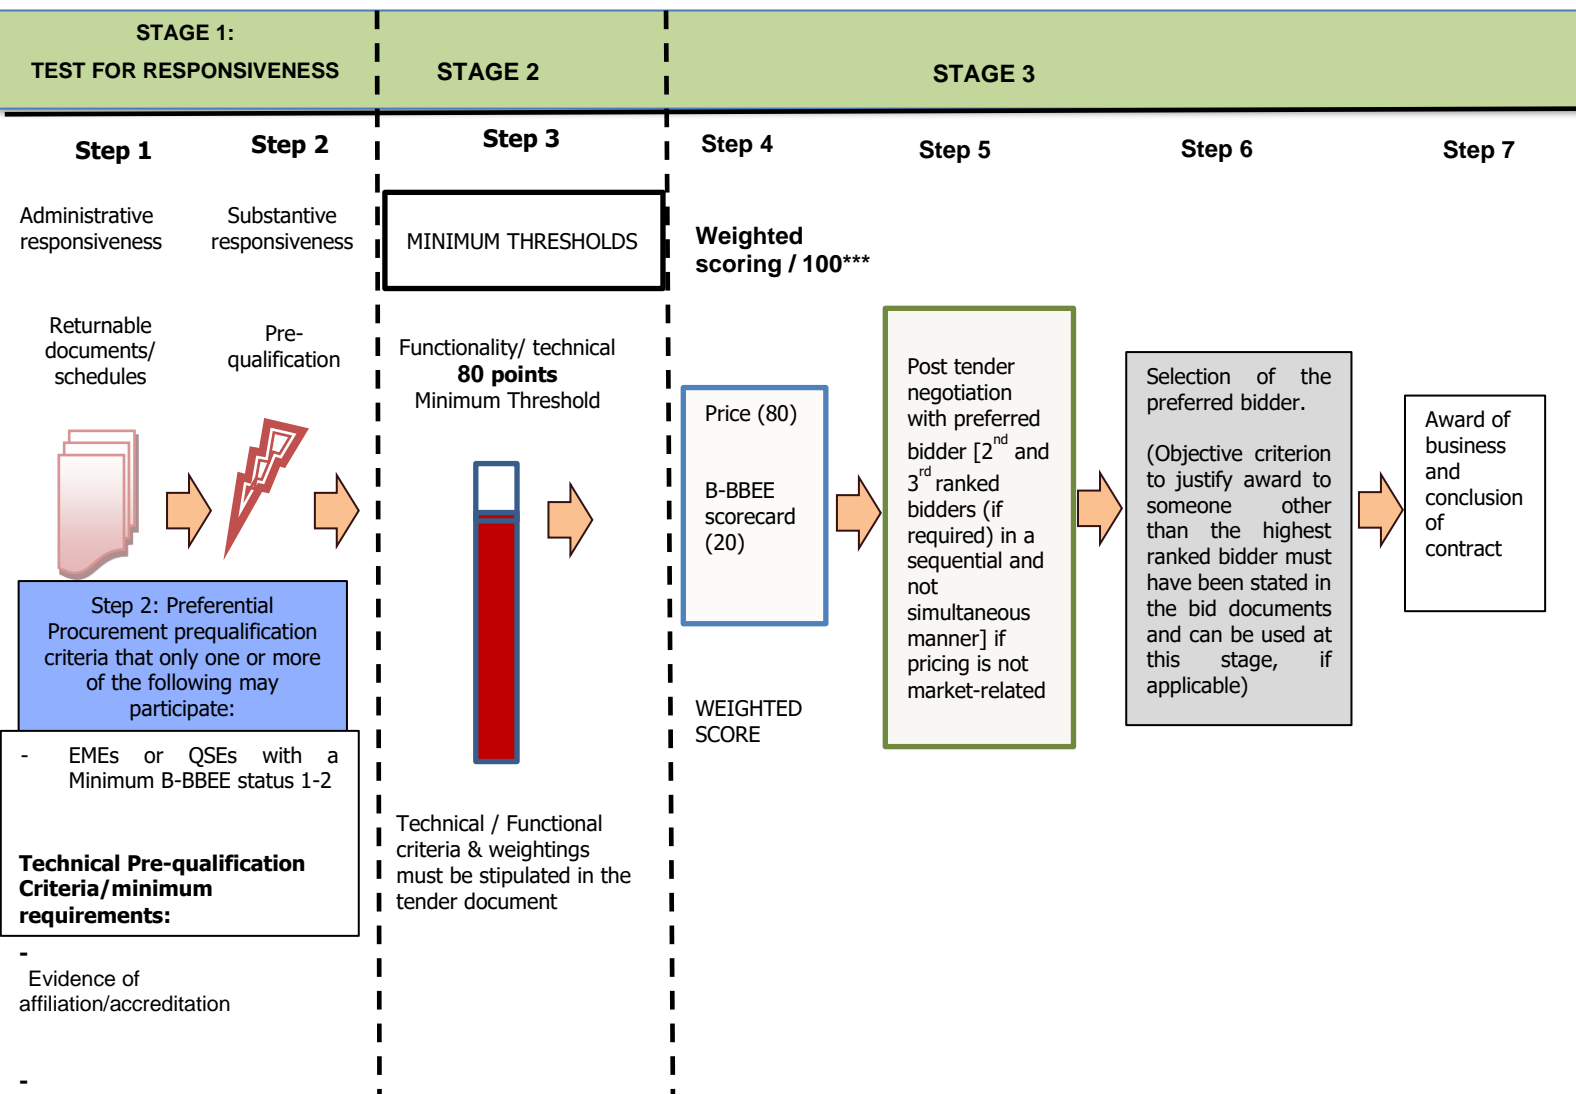 STAGE 1:
TEST FOR RESPONSIVENESS
STAGE 2
STAGE 3
Step 1
Step 2
Step 3
Step 4
Step 5
Step 6
Step 7
Administrative
responsiveness
Substantive
responsiveness
MINIMUM THRESHOLDS
Weighted
scoring / 100***
Returnable
documents/
schedules
Pre-
qualification
Functionality/ technical
80 points
Minimum Threshold
Price (80)
B-BBEE
scorecard
(20)
WEIGHTED
SCORE
Post tender
negotiation
with preferred
bidder [2nd and
3rd ranked
bidders (if
required) in a
sequential and
not
simultaneous
manner] if
pricing is not
market-related
Selection of the
preferred bidder.
(Objective criterion
to justify award to
someone other
than the highest
ranked bidder must
have been stated in
the bid documents
and can be used at
this stage, if
applicable)
Award of
business
and
conclusion
of
contract
Step 2: Preferential
Procurement prequalification
criteria that only one or more
of the following may
participate:
- EMEs or QSEs with a
Minimum B-BBEE status 1-2
Technical Pre-qualification
Criteria/minimum
requirements:
-
Evidence of
affiliation/accreditation
-
Technical / Functional
criteria & weightings
must be stipulated in the
tender document